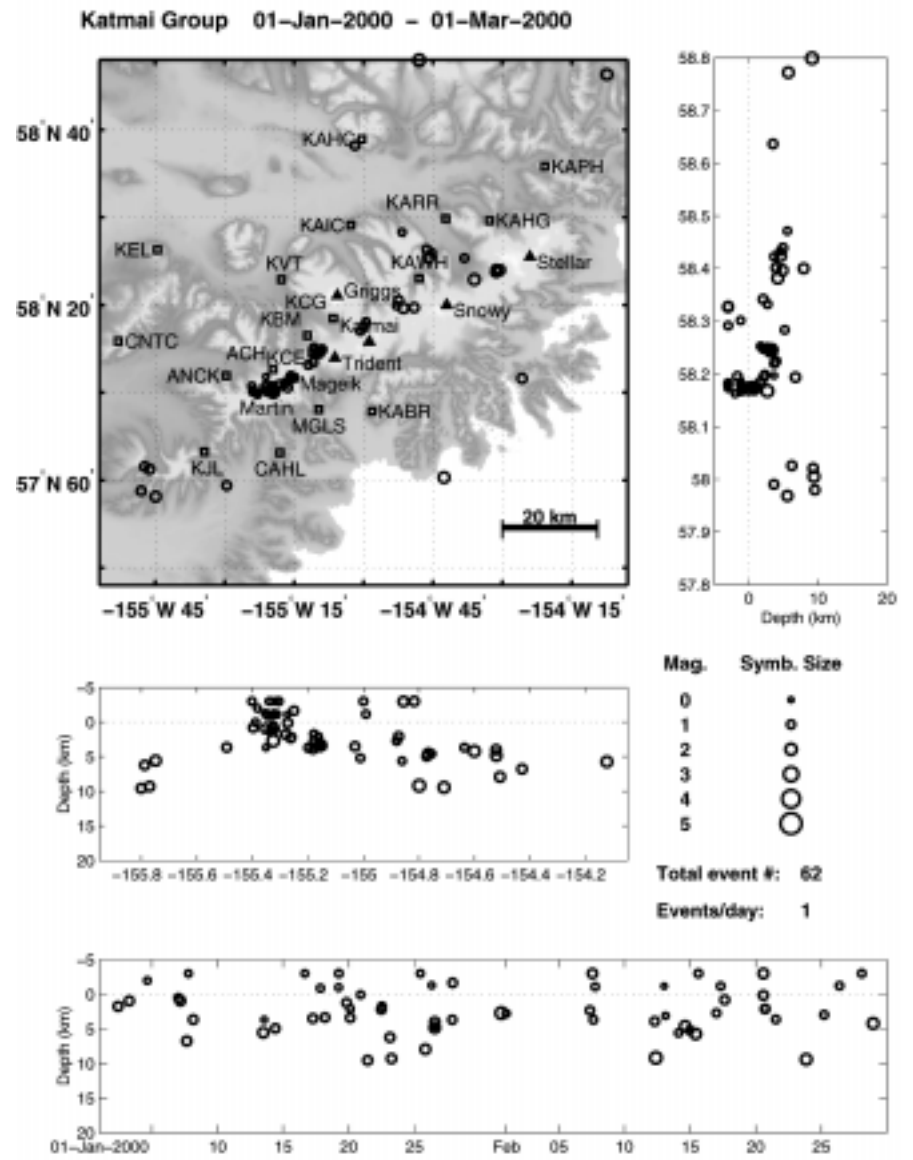 Katmai Group 01-Jan-2000 - 01-Mar-2000
58°N 40'
58°N 20'
57°N 60'
KAHC
KAPH
KARR
KAIC
KAHG
KEL
KVT
KAWH
Stellar
KCG
Griggs
Snowy
KBM
Katmai
CNTC
ACH
KCE
Trident
ANCK
Mageik
Martin
MGLS
KABR
KJL
CAHL
20 km
-155°W 45'
-155°W 15'
-154°W 45'
-154°W 15'
58.8
58.7
58.6
58.5
58.4
58.3
58.2
58.1
58
57.9
57.8
0 10 20
Depth (km)
-5
0
5
10
15
20
Depth (km)
-155.8 -155.6 -155.4 -155.2 -155 -154.8 -154.6 -154.4 -154.2
Mag. Symb. Size
0
1
2
3
4
5
Total event #: 62
Events/day: 1
-5
0
5
10
15
20
Depth (km)
01-Jan-2000 10 15 20 25 Feb 05 10 15 20 25